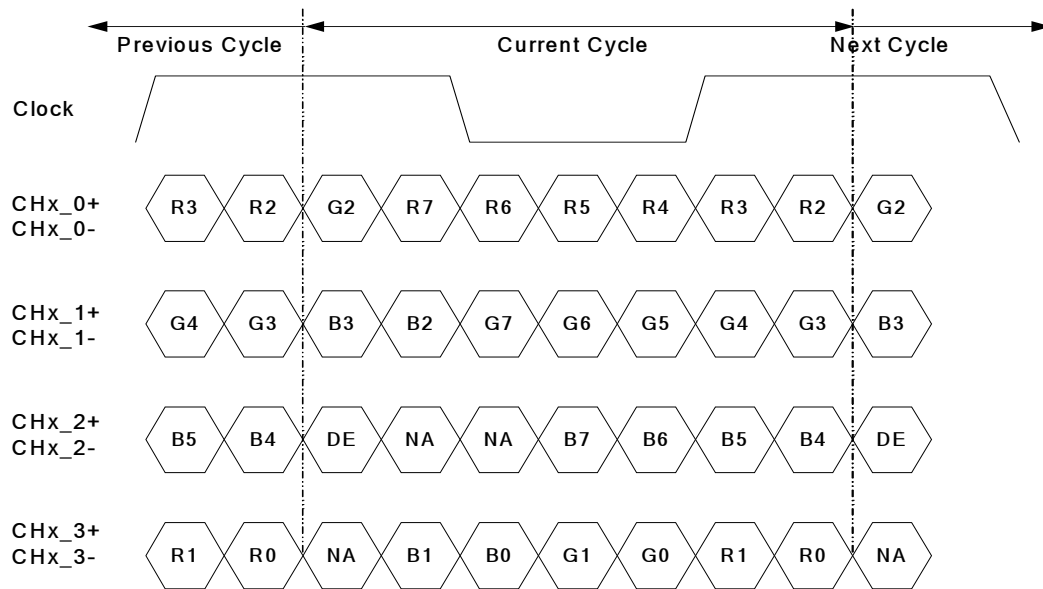 Previous Cycle Current Cycle Next Cycle
Clock
CHx_0+
CHx_0-
R3 R2 G2 R7 R6 R5 R4 R3 R2 G2
CHx_1+
CHx_1-
G4 G3 B3 B2 G7 G6 G5 G4 G3 B3
CHx_2+
CHx_2-
B5 B4 DE NA NA B7 B6 B5 B4 DE
CHx_3+
CHx_3-
R1 R0 NA B1 B0 G1 G0 R1 R0 NA